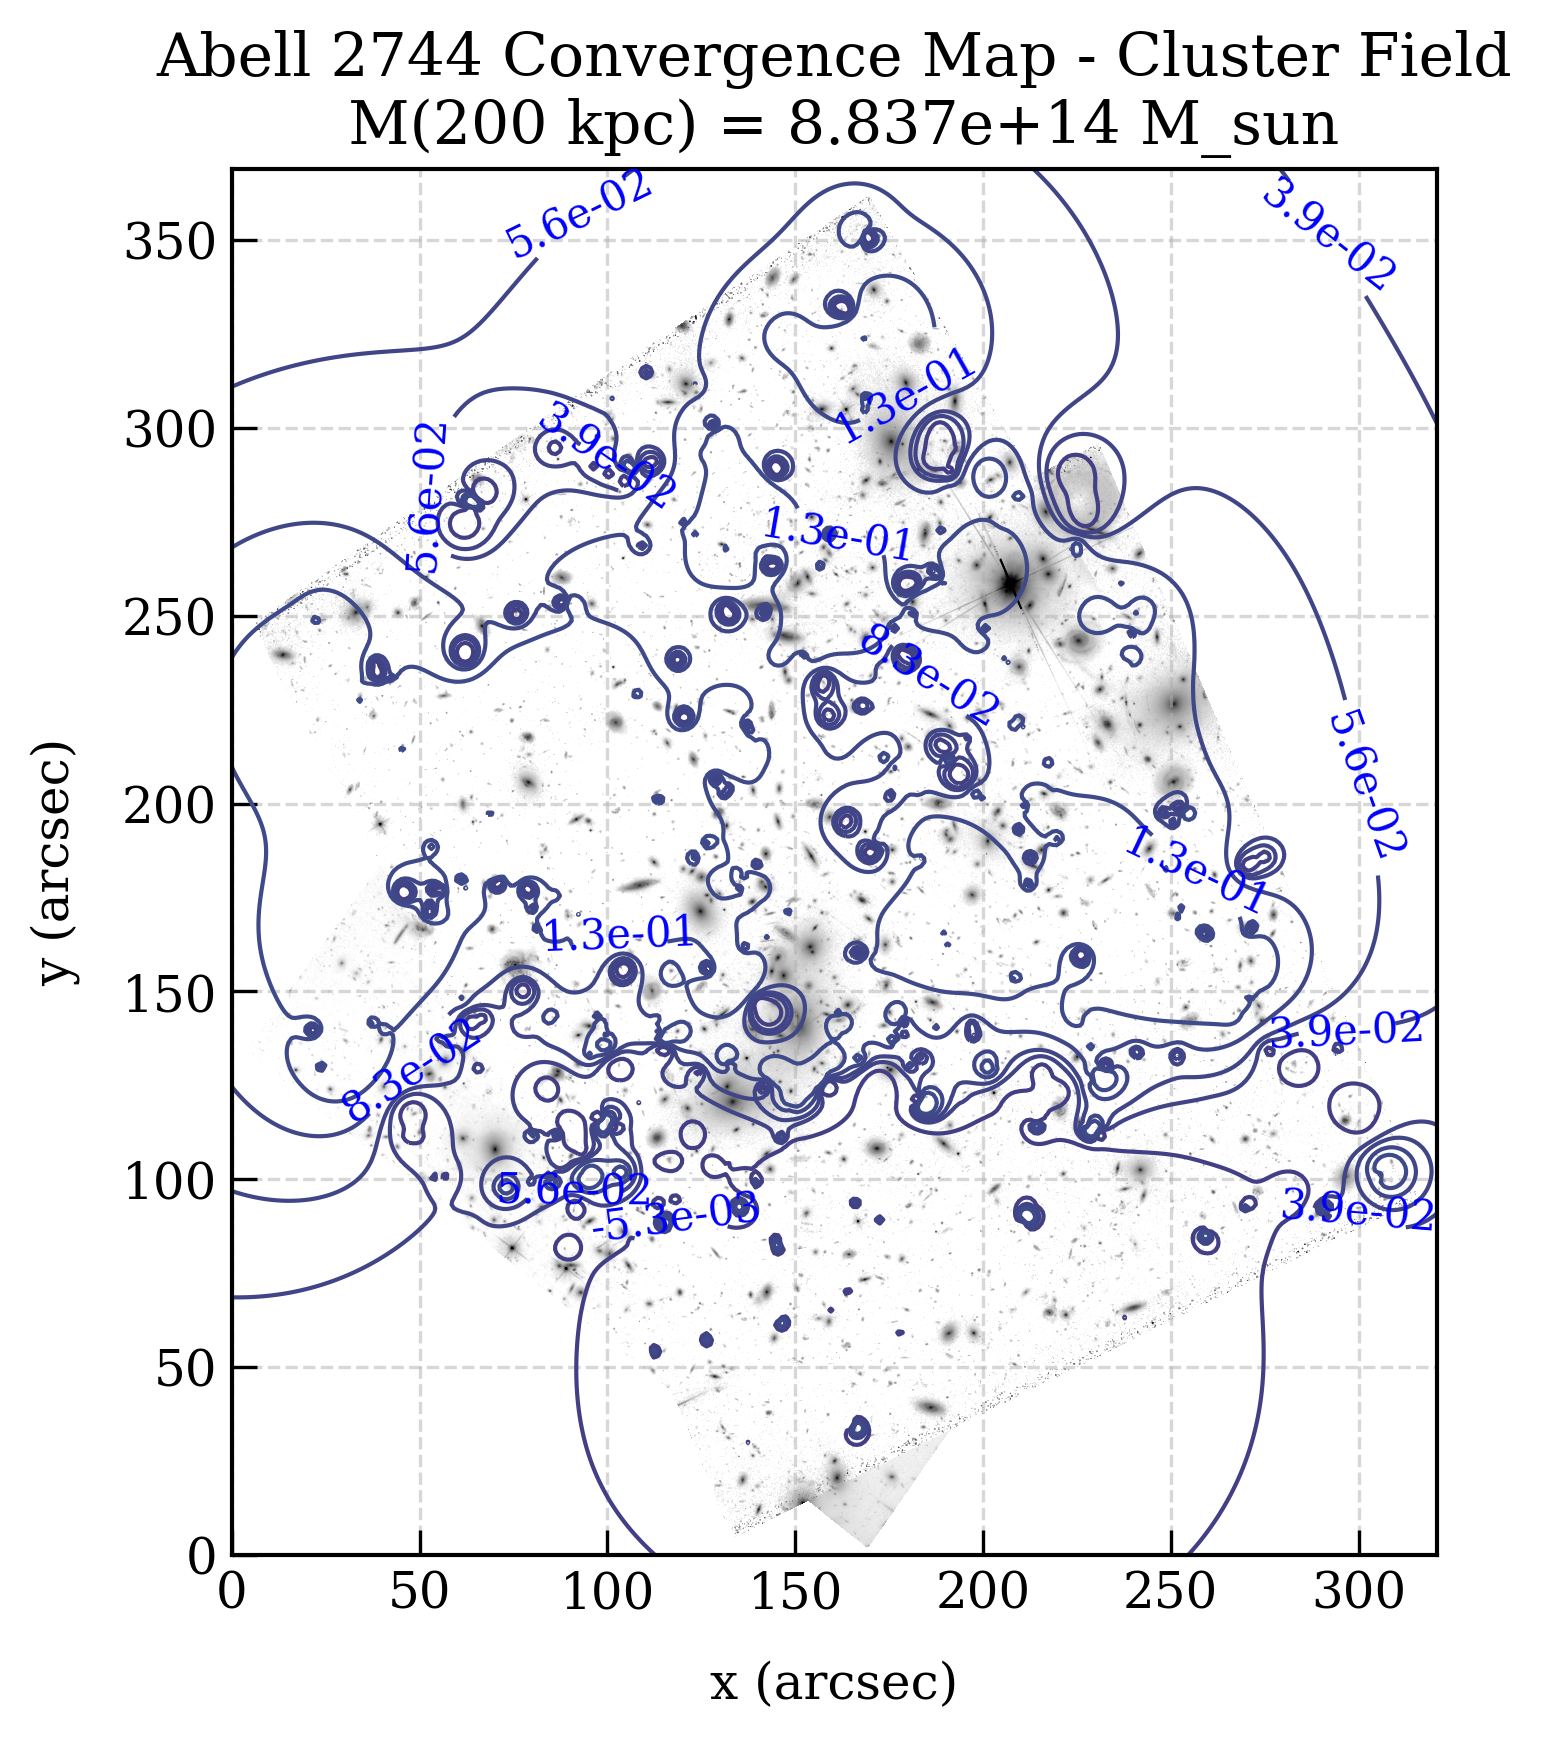 Abell 2744 Convergence Map - Cluster Field
M(200 kpc) = 8.837e+14 M_sun
5.6e-02
3.9e-02
350
1.3e-01
300
3.9e-02
5.6e-02
1.3e-01
250
8.3e-02
5.6e-02
200
1.3e-01
1.3e-01
150
3.9e-02
8.3e-02
100
5.6e-02
-5.3e-03
3.9e-02
50
0
y (arcsec)
0 50 100 150 200 250 300
x (arcsec)